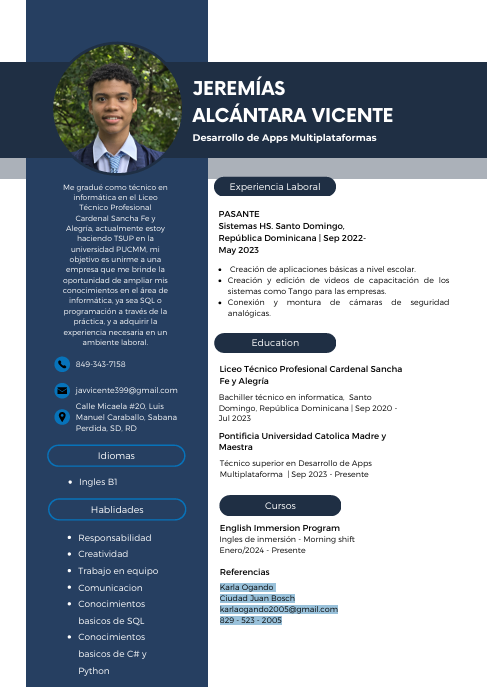 JEREMÍAS
ALCÁNTARA VICENTE
Desarrollo de Apps Multiplataformas
Me gradué como técnico en
informática en el Liceo
Técnico Profesional
Cardenal Sancha Fe y
Alegría, actualmente estoy
haciendo TSUP en la
universidad PUCMM, mi
objetivo es unirme a una
empresa que me brinde la
oportunidad de ampliar mis
conocimientos en el área de
informática, ya sea SQL o
programación a través de la
práctica, y a adquirir la
experiencia necesaria en un
ambiente laboral.
849-343-7158
javvicente399@gmail.com
Calle Micaela #20, Luis
Manuel Caraballo, Sabana
Perdida, SD, RD
Idiomas
• Ingles B1
Hablidades
• Responsabilidad
• Creatividad
• Trabajo en equipo
• Comunicacion
• Conocimientos
basicos de SQL
• Conocimientos
basicos de C# y
Python
Experiencia Laboral
PASANTE
Sistemas HS. Santo Domingo,
República Dominicana | Sep 2022-
May 2023
• Creación de aplicaciones básicas a nivel escolar.
• Creación y edición de videos de capacitación de los
sistemas como Tango para las empresas.
• Conexión y montura de cámaras de seguridad
analógicas.
Education
Liceo Técnico Profesional Cardenal Sancha
Fe y Alegría
Bachiller técnico en informatica, Santo
Domingo, República Dominicana | Sep 2020 -
Jul 2023
Pontificia Universidad Catolica Madre y
Maestra
Técnico superior en Desarrollo de Apps
Multiplataforma | Sep 2023 - Presente
Cursos
English Immersion Program
Ingles de inmersión - Morning shift
Enero/2024 - Presente
Referencias
Karla Ogando
Ciudad Juan Bosch
karlaogando2005@gmail.com
829 - 523 - 2005